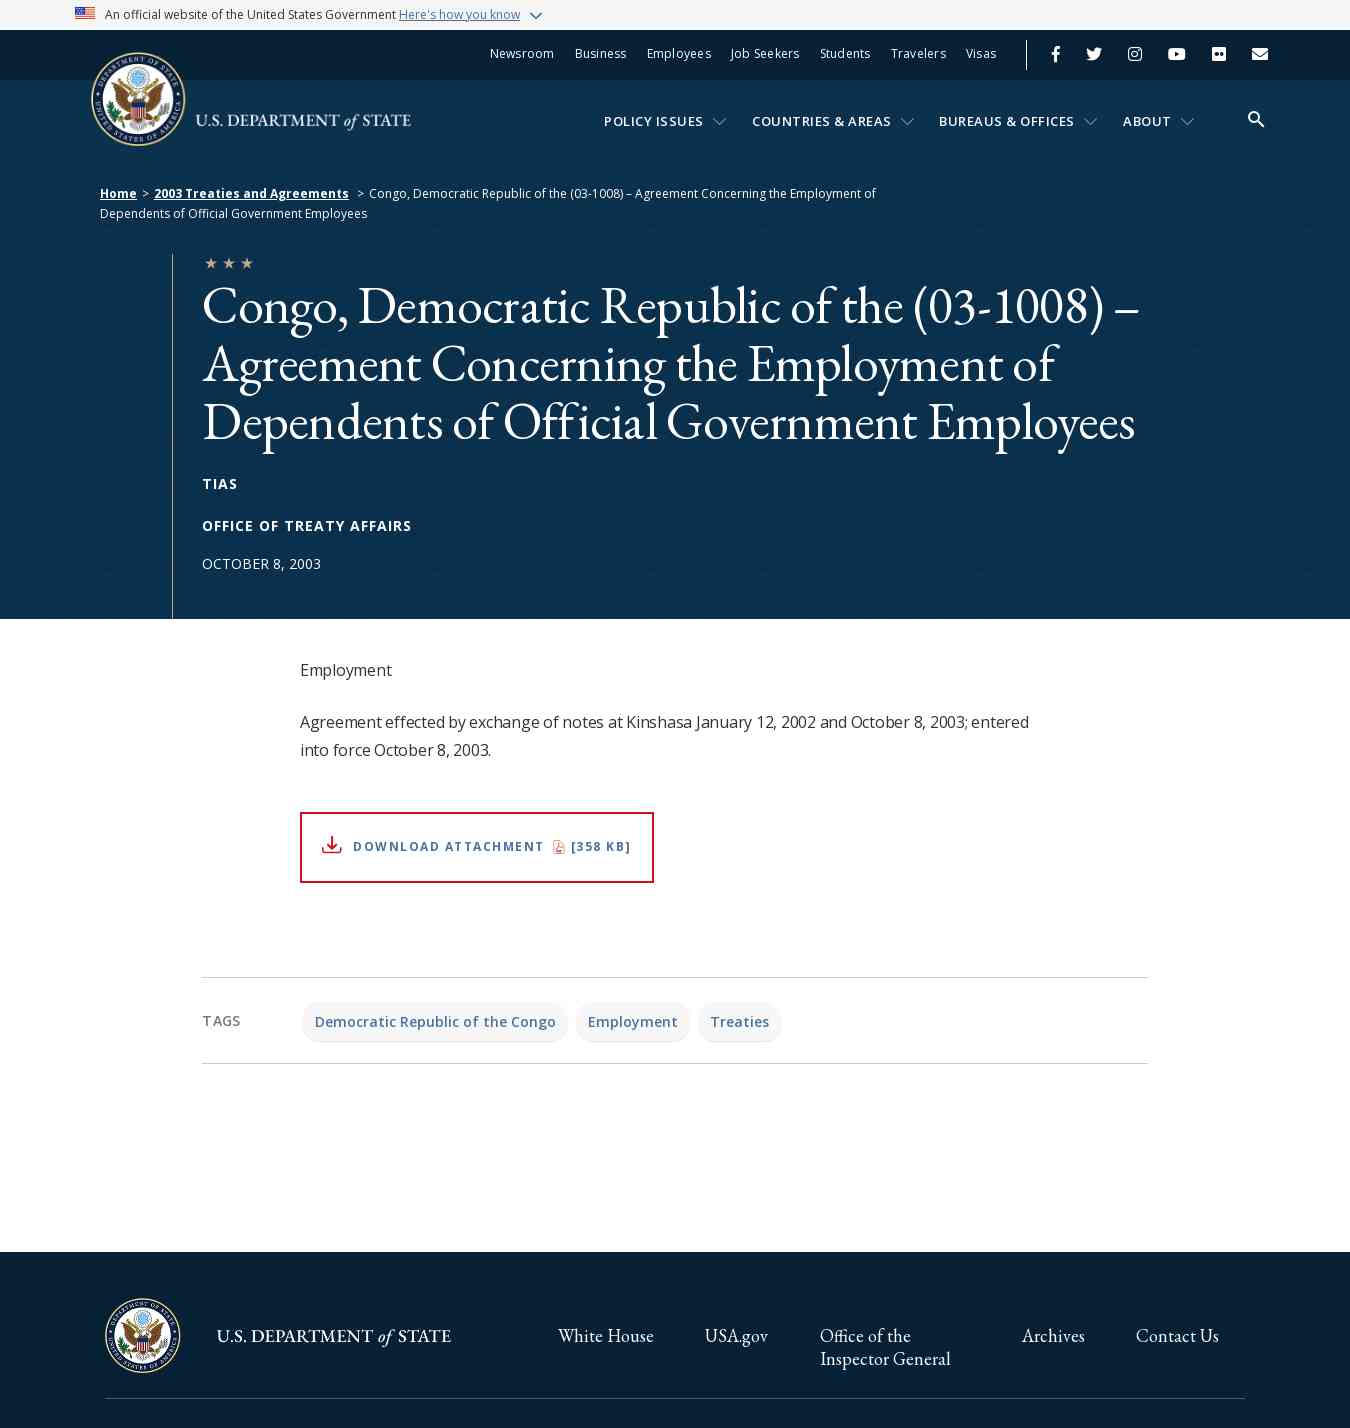 An official website of the United States Government Here's how you know
Newsroom Business Employees Job Seekers Students Travelers Visas
U.S. DEPARTMENT of STATE
POLICY ISSUES COUNTRIES & AREAS BUREAUS & OFFICES ABOUT
Home > 2003 Treaties and Agreements > Congo, Democratic Republic of the (03-1008) – Agreement Concerning the Employment of
Dependents of Official Government Employees
Congo, Democratic Republic of the (03-1008) –
Agreement Concerning the Employment of
Dependents of Official Government Employees
TIAS
OFFICE OF TREATY AFFAIRS
OCTOBER 8, 2003
Employment
Agreement effected by exchange of notes at Kinshasa January 12, 2002 and October 8, 2003; entered
into force October 8, 2003.
DOWNLOAD ATTACHMENT [358 KB]
TAGS Democratic Republic of the Congo Employment Treaties
U.S. DEPARTMENT of STATE White House USA.gov Office of the Archives Contact Us
Inspector General